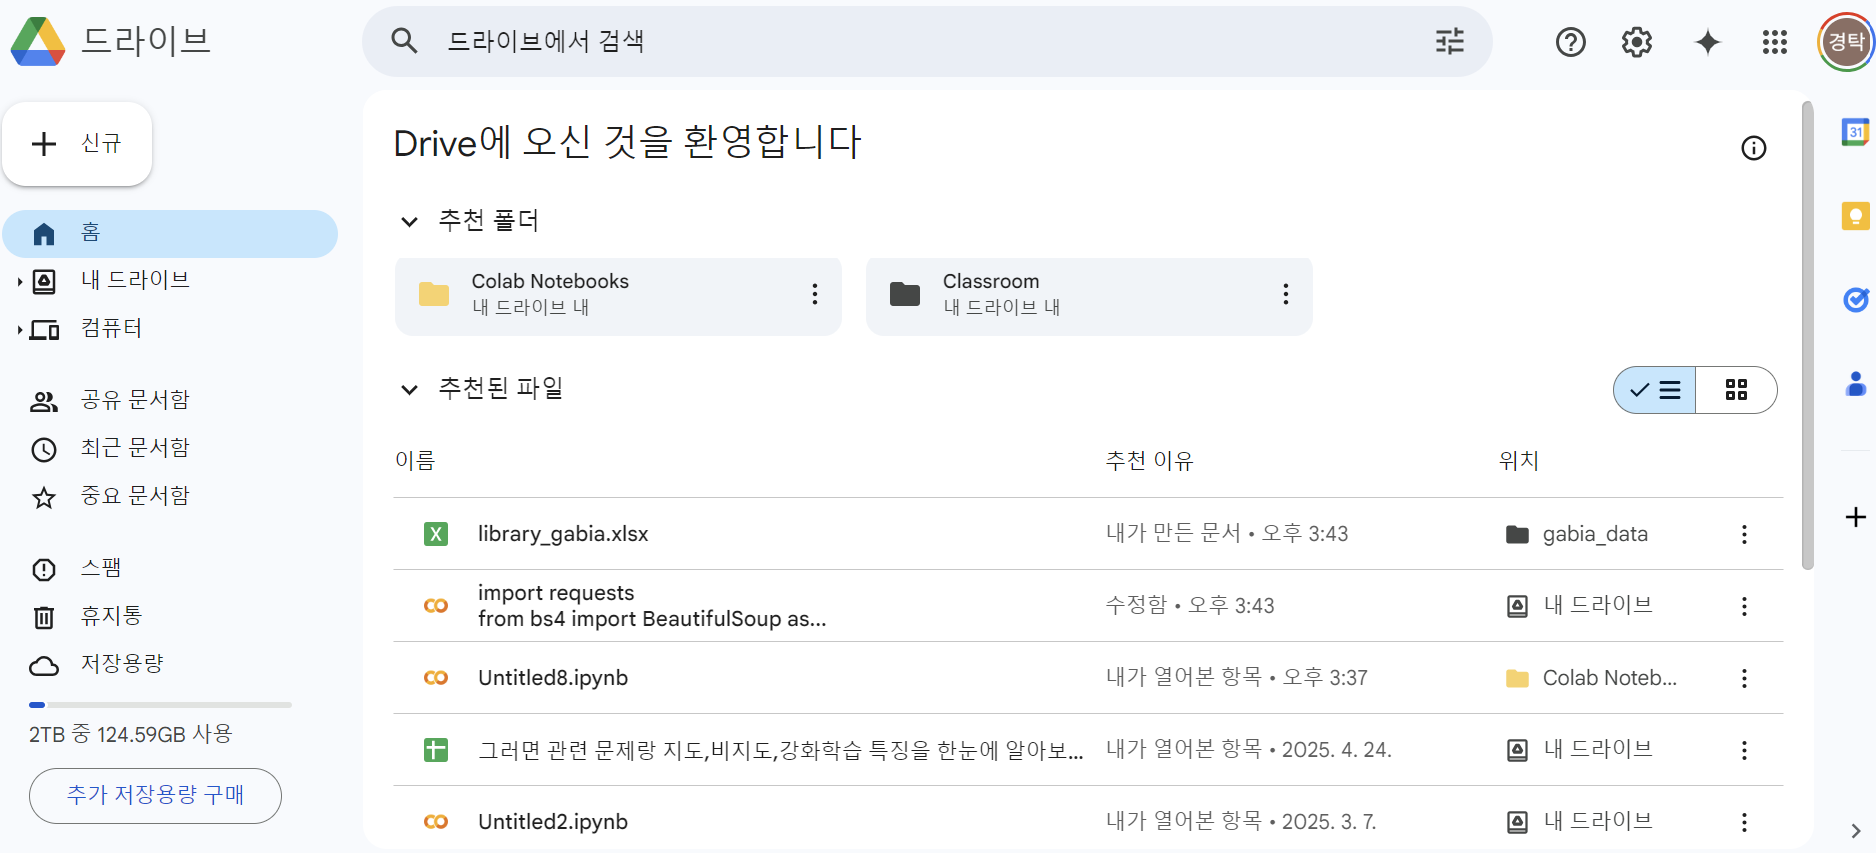 드라이브
드라이브에서 검색
경탁
신규
홈
내 드라이브
컴퓨터
공유 문서함
최근 문서함
중요 문서함
스팸
휴지통
저장용량
2TB 중 124.59GB 사용
추가 저장용량 구매
Drive에 오신 것을 환영합니다
추천 폴더
Colab Notebooks
내 드라이브 내
Classroom
내 드라이브 내
추천된 파일
이름 추천 이유 위치
X library_gabia.xlsx 내가 만든 문서 • 오후 3:43 gabia_data
import requests
from bs4 import BeautifulSoup as... 수정함 • 오후 3:43 내 드라이브
Untitled8.ipynb 내가 열어본 항목 • 오후 3:37 Colab Noteb...
그러면 관련 문제랑 지도,비지도,강화학습 특징을 한눈에 알아보... 내가 열어본 항목 • 2025. 4. 24. 내 드라이브
Untitled2.ipynb 내가 열어본 항목 • 2025. 3. 7. 내 드라이브
31